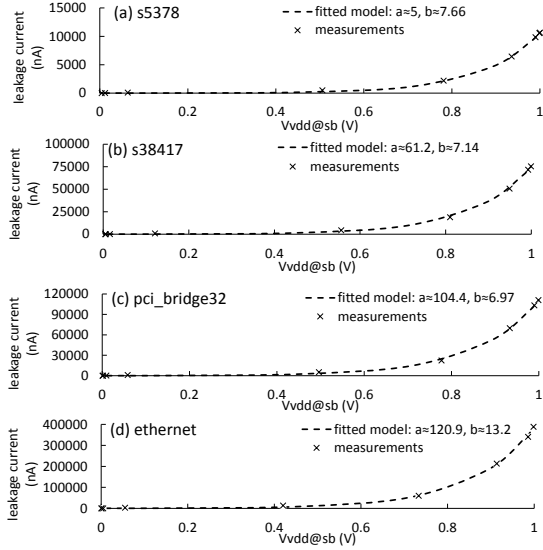 (a) s5378
fitted model: a≈5, b≈7.66
measurements
leakage current
(nA)
15000
10000
5000
0
0 0.2 0.4 0.6 0.8 1
Vvdd@sb (V)
(b) s38417
fitted model: a≈61.2, b≈7.14
measurements
leakage current
(nA)
100000
75000
50000
25000
0
0 0.2 0.4 0.6 0.8 1
Vvdd@sb (V)
(c) pci_bridge32
fitted model: a≈104.4, b≈6.97
measurements
leakage current
(nA)
120000
90000
60000
30000
0
0 0.2 0.4 0.6 0.8 1
Vvdd@sb (V)
(d) ethernet
fitted model: a≈120.9, b≈13.2
measurements
leakage current
(nA)
400000
300000
200000
100000
0
0 0.2 0.4 0.6 0.8 1
Vvdd@sb (V)